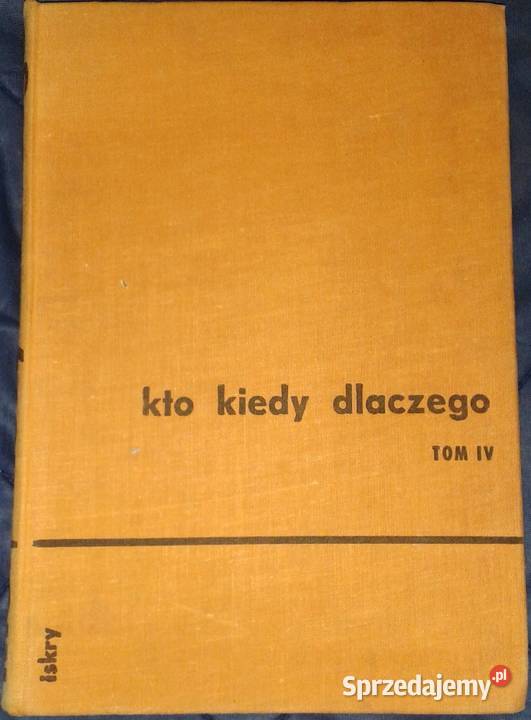 kto kiedy dlaczego
TOM IV
iskry
Sprzedajemy.pl